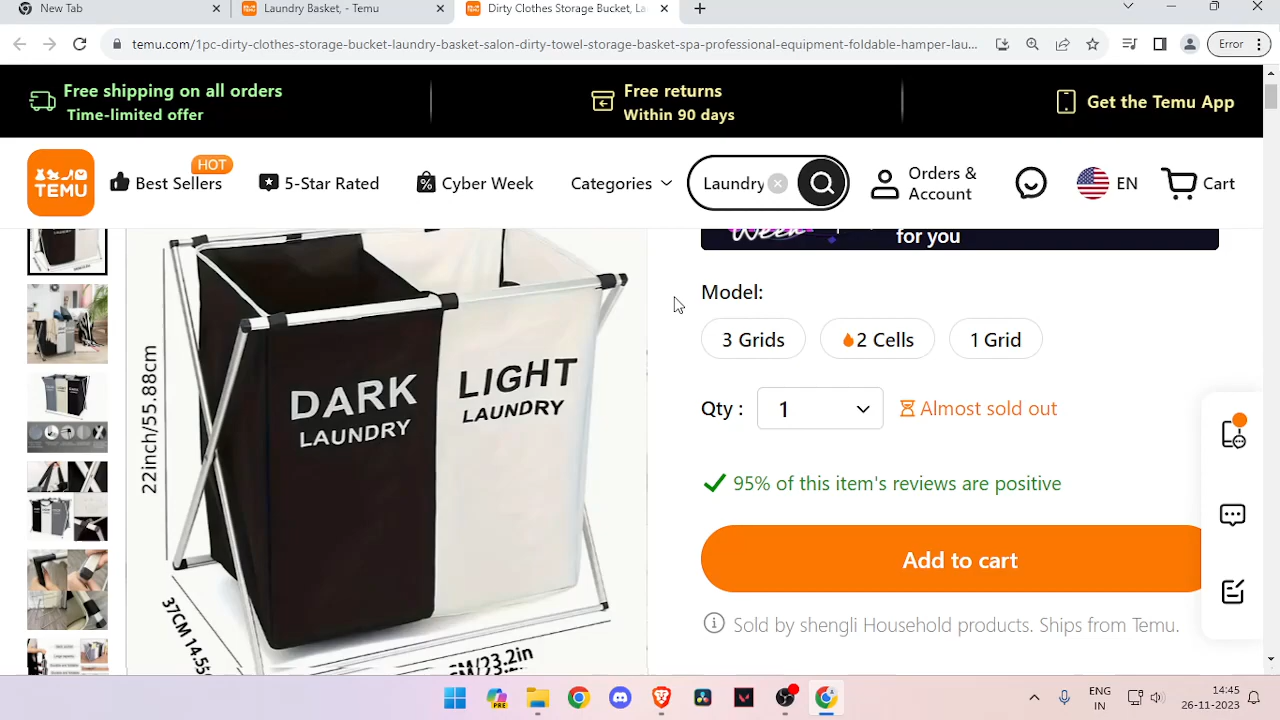 New Tab
Laundry Basket, - Temu
Dirty Clothes Storage Bucket, La
temu.com/1pc-dirty-clothes-storage-bucket-laundry-basket-salon-dirty-towel-storage-basket-spa-professional-equipment-foldable-hamper-lau...
Error
Free shipping on all orders
Time-limited offer
Free returns
Within 90 days
Get the Temu App
TEMU
Best Sellers
HOT
5-Star Rated
Cyber Week
Categories
Laundry
Orders &
Account
EN
Cart
Week
for you
DARK
LAUNDRY
LIGHT
LAUNDRY
22inch/55.88cm
37CM 14.5
CM/23.2in
Model:
3 Grids
2 Cells
1 Grid
Qty :
1
Almost sold out
95% of this item's reviews are positive
Add to cart
Sold by shengli Household products. Ships from Temu.
PRE
ENG
IN
14:45
26-11-2023